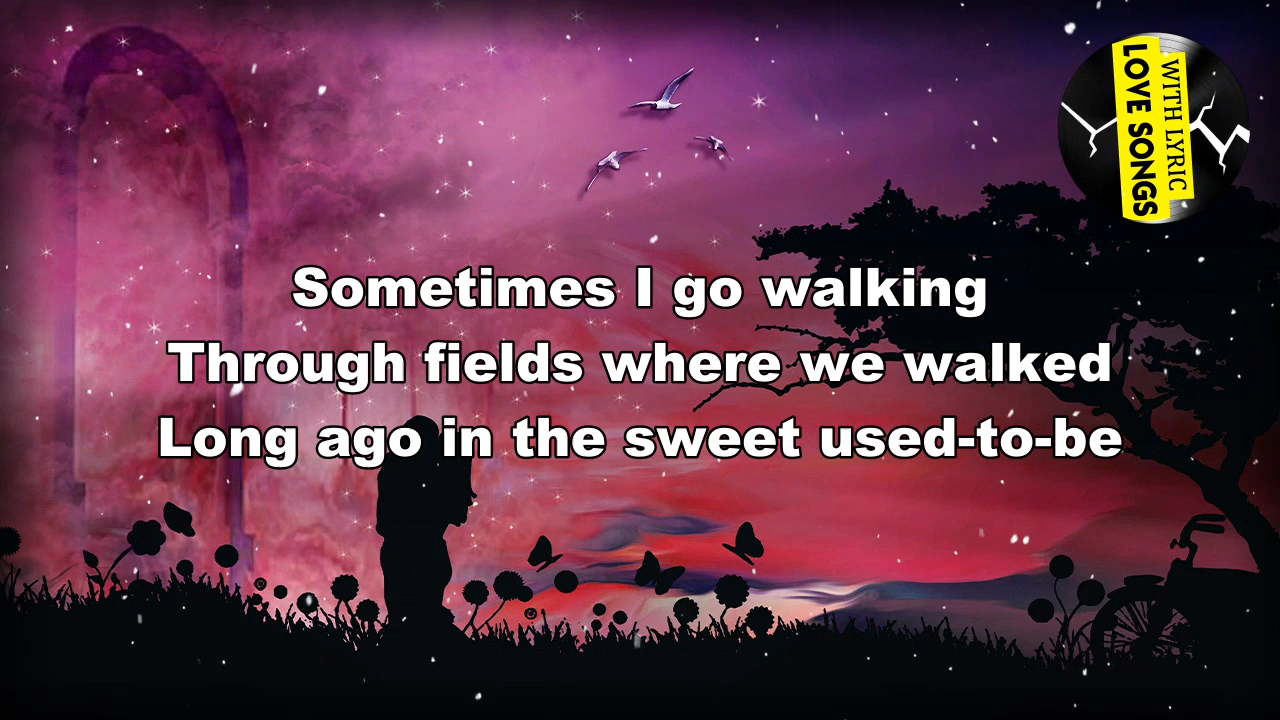 LOVE SONGS
WITH LYRIC
Sometimes I go walking
Through fields where we walked
Long ago in the sweet used-to-be